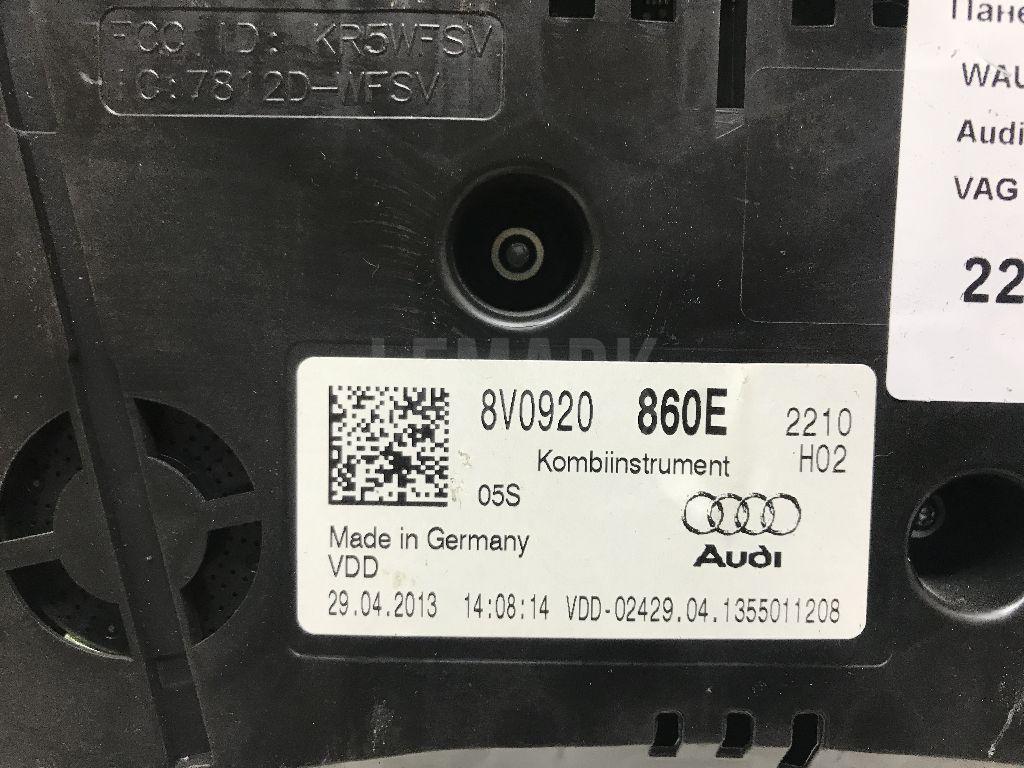 FCC ID: KR5WFSV
IC:7812D-WFSV
WAU
Audi
VAG
22
LEMARK
8V0920 860E 2210
Kombiinstrument H02
05S
Audi
Made in Germany
VDD
29.04.2013 14:08:14 VDD-02429.04.1355011208